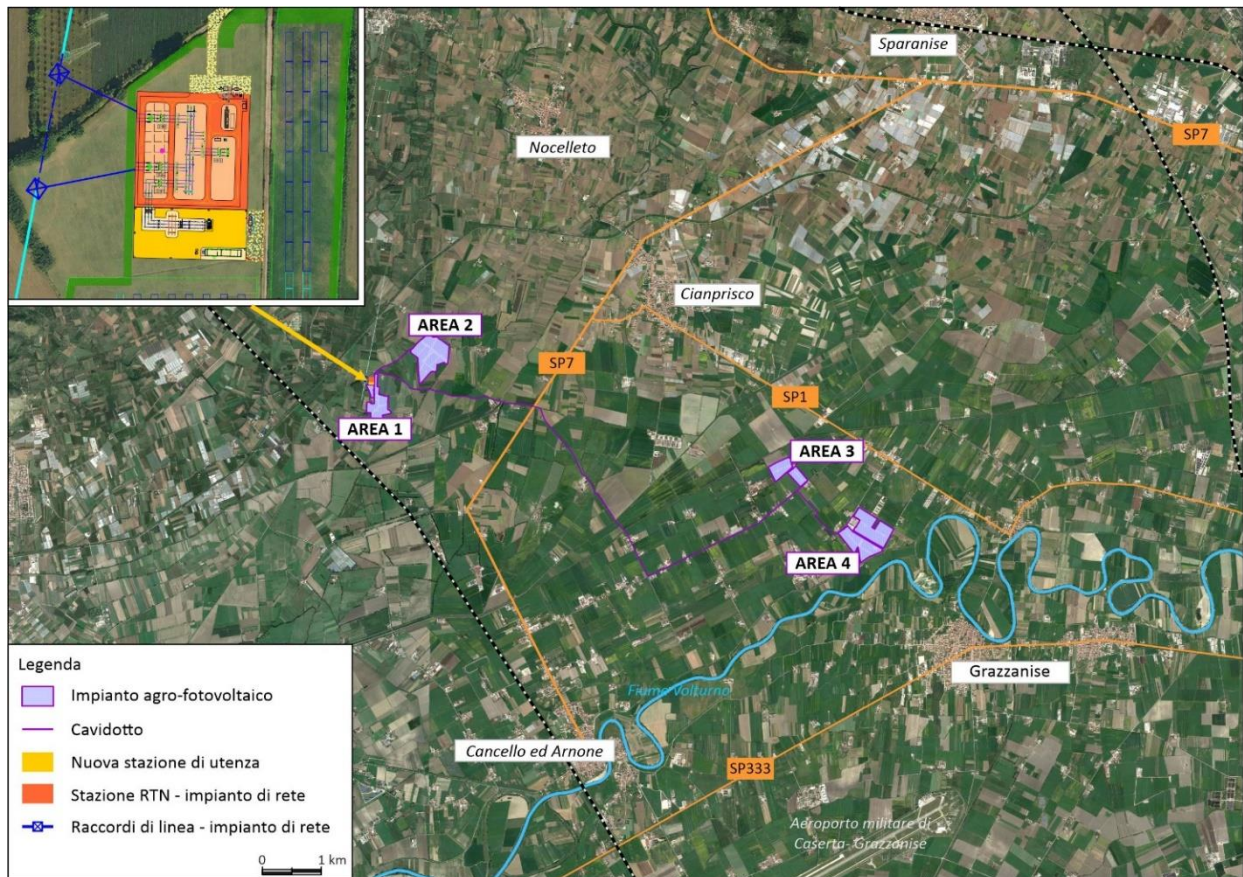 Sparanise
SP7
Nocelleto
Cianprisco
AREA 2
SP7
SP1
AREA 1
AREA 3
AREA 4
Grazzanise
Fiume Volturno
Cancello ed Arnone
SP333
Aeroporto militare di
Caserta- Grazzanise
Legenda
Impianto agro-fotovoltaico
Cavidotto
Nuova stazione di utenza
Stazione RTN - impianto di rete
Raccordi di linea - impianto di rete
0 1 km